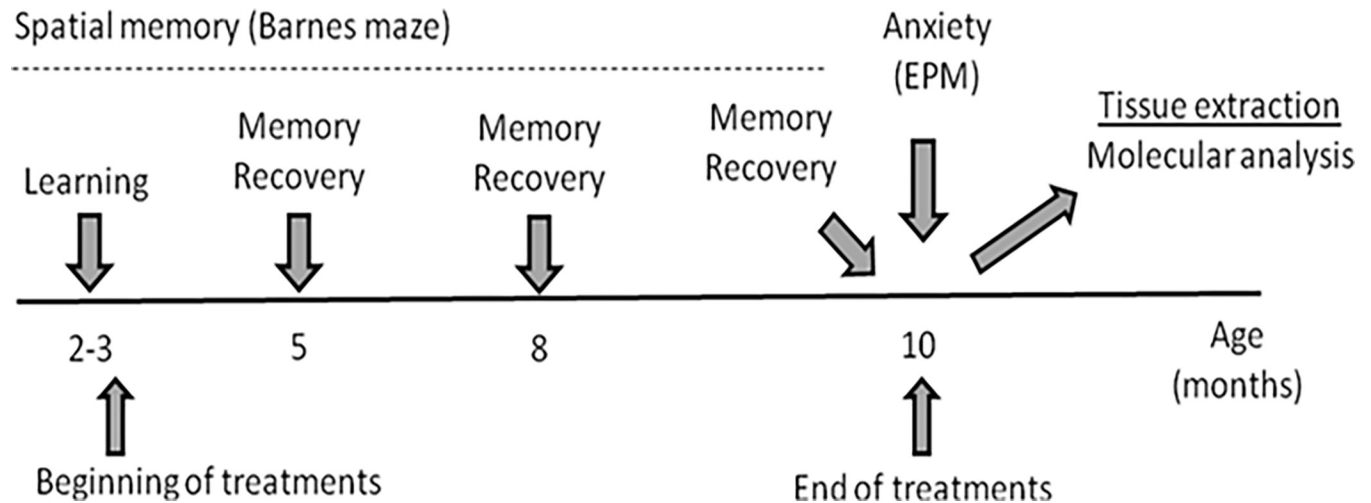 Spatial memory (Barnes maze)
Anxiety
(EPM)
Tissue extraction
Molecular analysis
Learning
Memory
Recovery
Memory
Recovery
Memory
Recovery
2-3
5
8
10
Age
(months)
Beginning of treatments
End of treatments